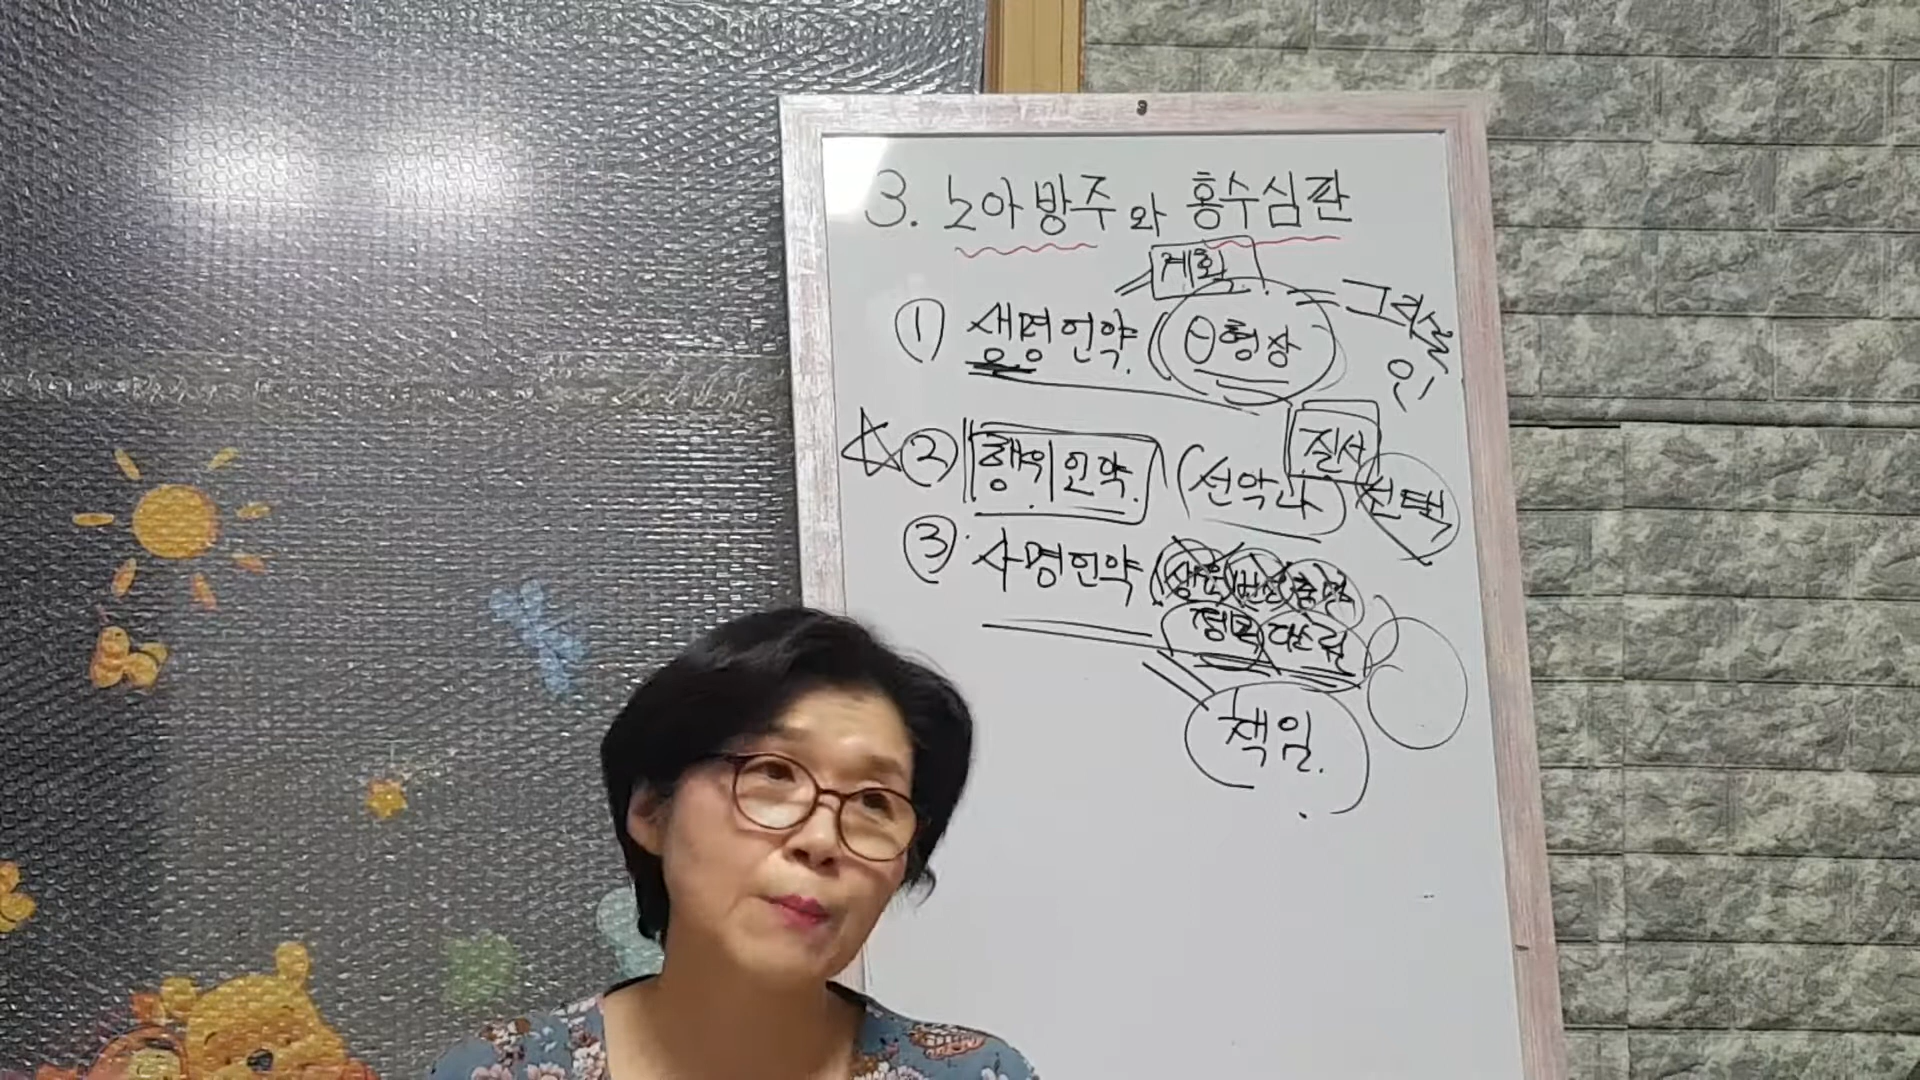 3. 노아방주와 홍수심판
계획
① 생명언약 (하형상) 그리스도인
질서
② 행위언약 (선악과) 선택
③ 사명언약 (생육 번성 충만
정복 다스림
책임.